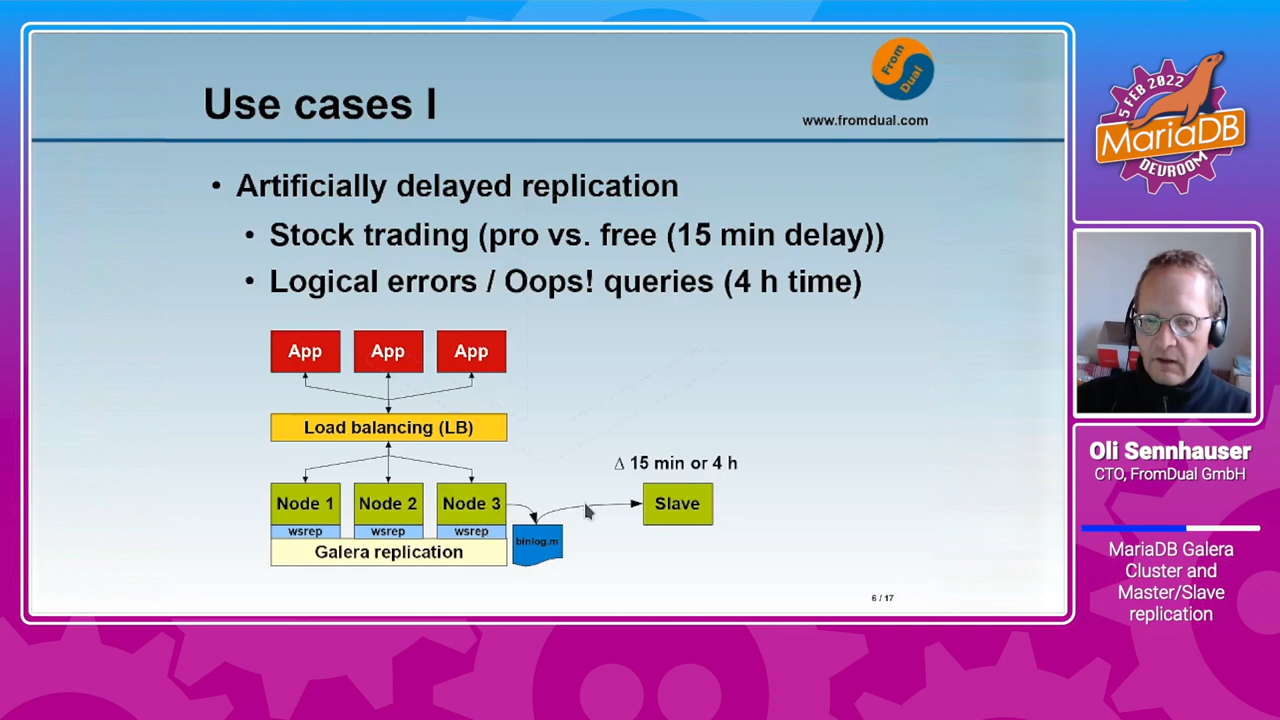 Use cases I
From
Dual
www.fromdual.com
• Artificially delayed replication
• Stock trading (pro vs. free (15 min delay))
• Logical errors / Oops! queries (4 h time)
App App App
Load balancing (LB)
Δ 15 min or 4 h
Node 1 Node 2 Node 3 Slave
wsrep wsrep wsrep
binlog.m
Galera replication
6 / 17
5 FEB 2022
MariaDB
DEVROOM
Oli Sennhauser
CTO, FromDual GmbH
MariaDB Galera
Cluster and
Master/Slave
replication